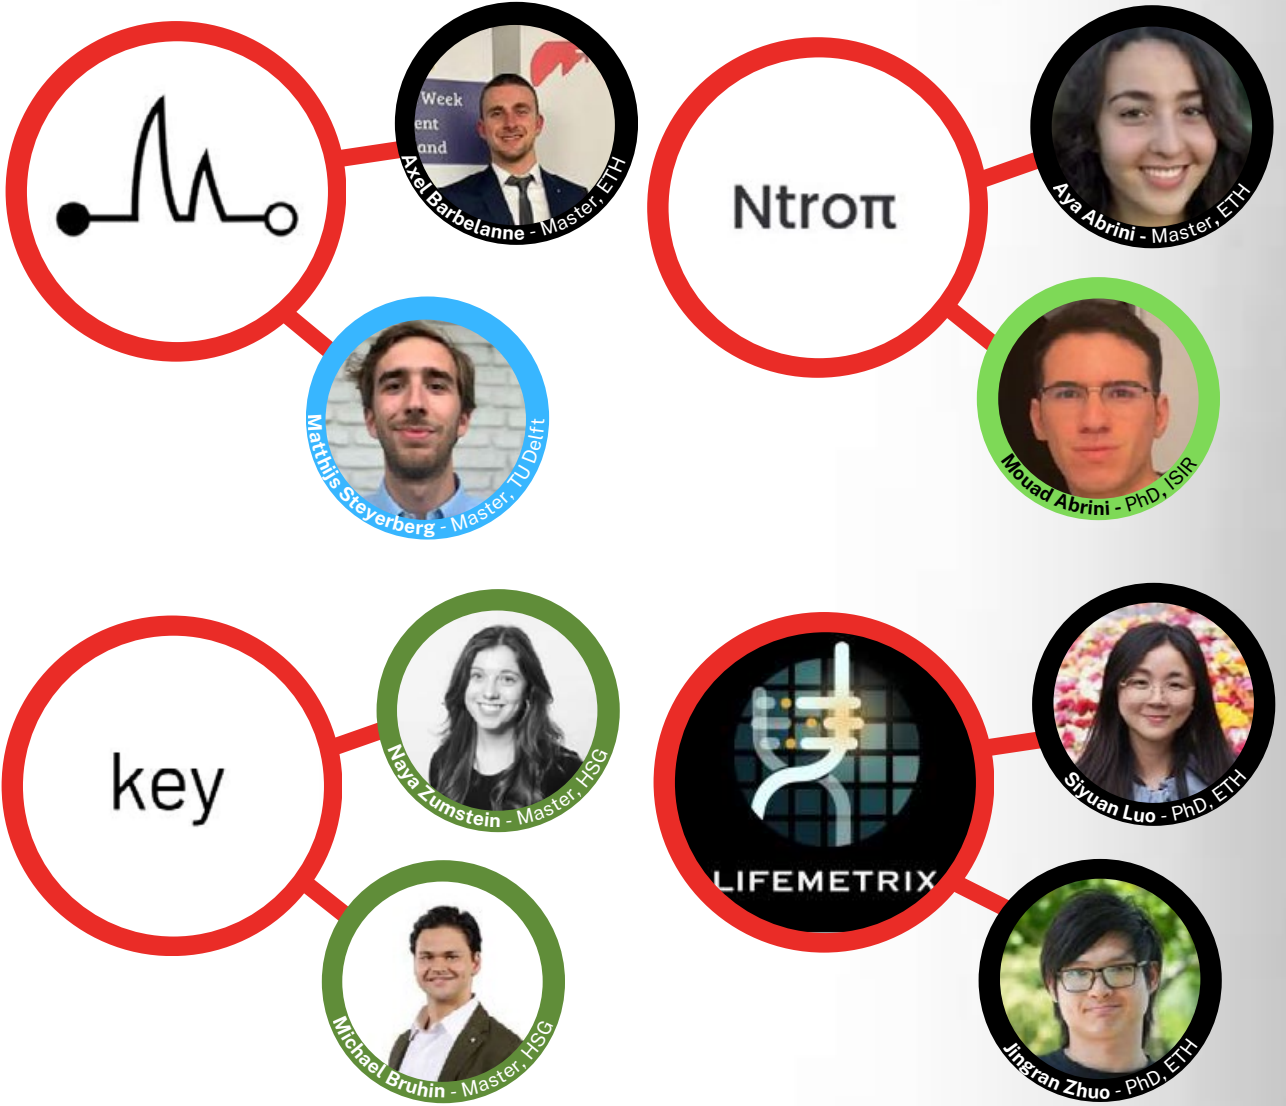 Week
ent
and
Axel Barbelanne - Master, ETH
Matthijs Steyerberg - Master, TU Delft
Ntroπ
Aya Abrini - Master, ETH
Mouad Abrini - PhD, ISIR
key
Naya Zumstein - Master, HSG
Michael Bruhin - Master, HSG
LIFEMETRIX
Siyuan Luo - PhD, ETH
Jingran Zhuo - PhD, ETH